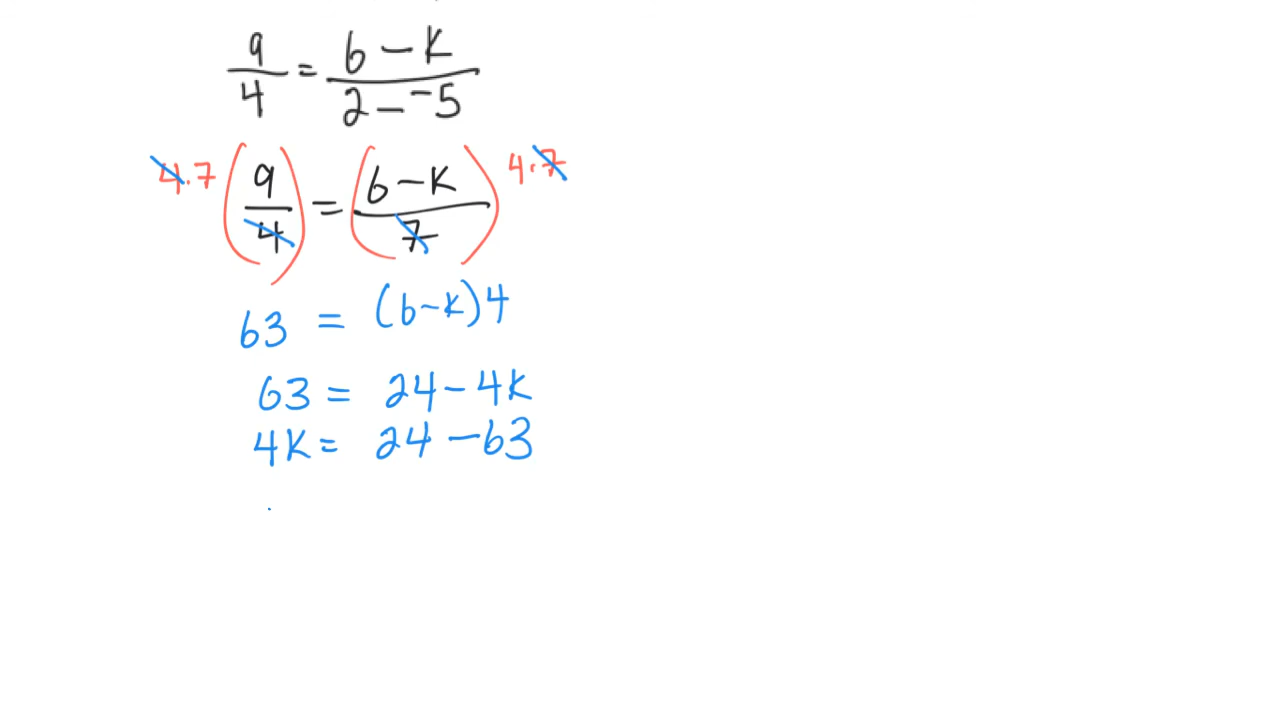 9/4 = (6 - K)/(2 - -5)
4·7 (9/4) = ((6 - K)/7) 4·7
63 = (6-K)4
63 = 24 - 4K
4K = 24 - 63